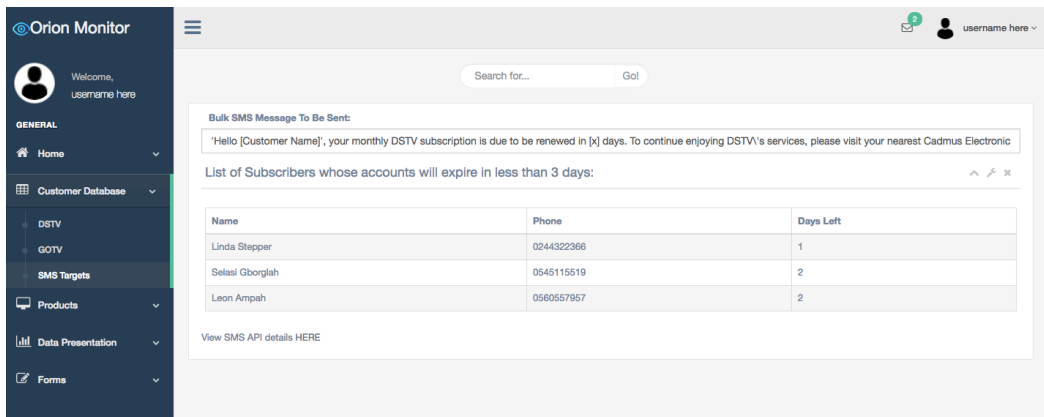 Orion Monitor
2
username here
Welcome,
username here
Search for...
Go!
GENERAL
Home
Customer Database
DSTV
GOTV
SMS Targets
Products
Data Presentation
Forms
Bulk SMS Message To Be Sent:
'Hello [Customer Name]', your monthly DSTV subscription is due to be renewed in [x] days. To continue enjoying DSTV\'s services, please visit your nearest Cadmus Electronic
List of Subscribers whose accounts will expire in less than 3 days:
Name Phone Days Left
Linda Stepper 0244322366 1
Selasi Gborglah 0545115519 2
Leon Ampah 0560557957 2
View SMS API details HERE